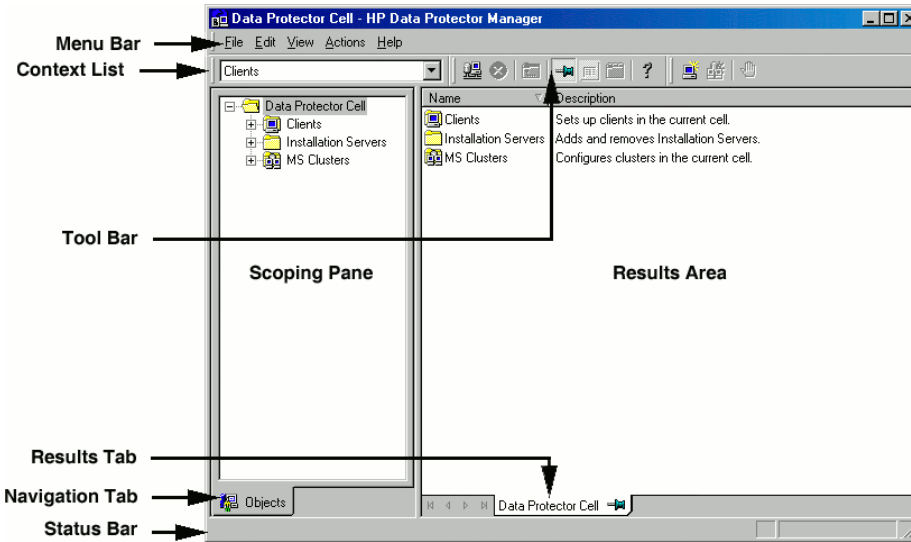 Data Protector Cell - HP Data Protector Manager
Menu Bar
File Edit View Actions Help
Context List
Clients
Name Description
Data Protector Cell
Clients
Installation Servers
MS Clusters
Clients Sets up clients in the current cell.
Installation Servers Adds and removes Installation Servers.
MS Clusters Configures clusters in the current cell.
Tool Bar
Scoping Pane
Results Area
Results Tab
Navigation Tab
Objects
Data Protector Cell
Status Bar